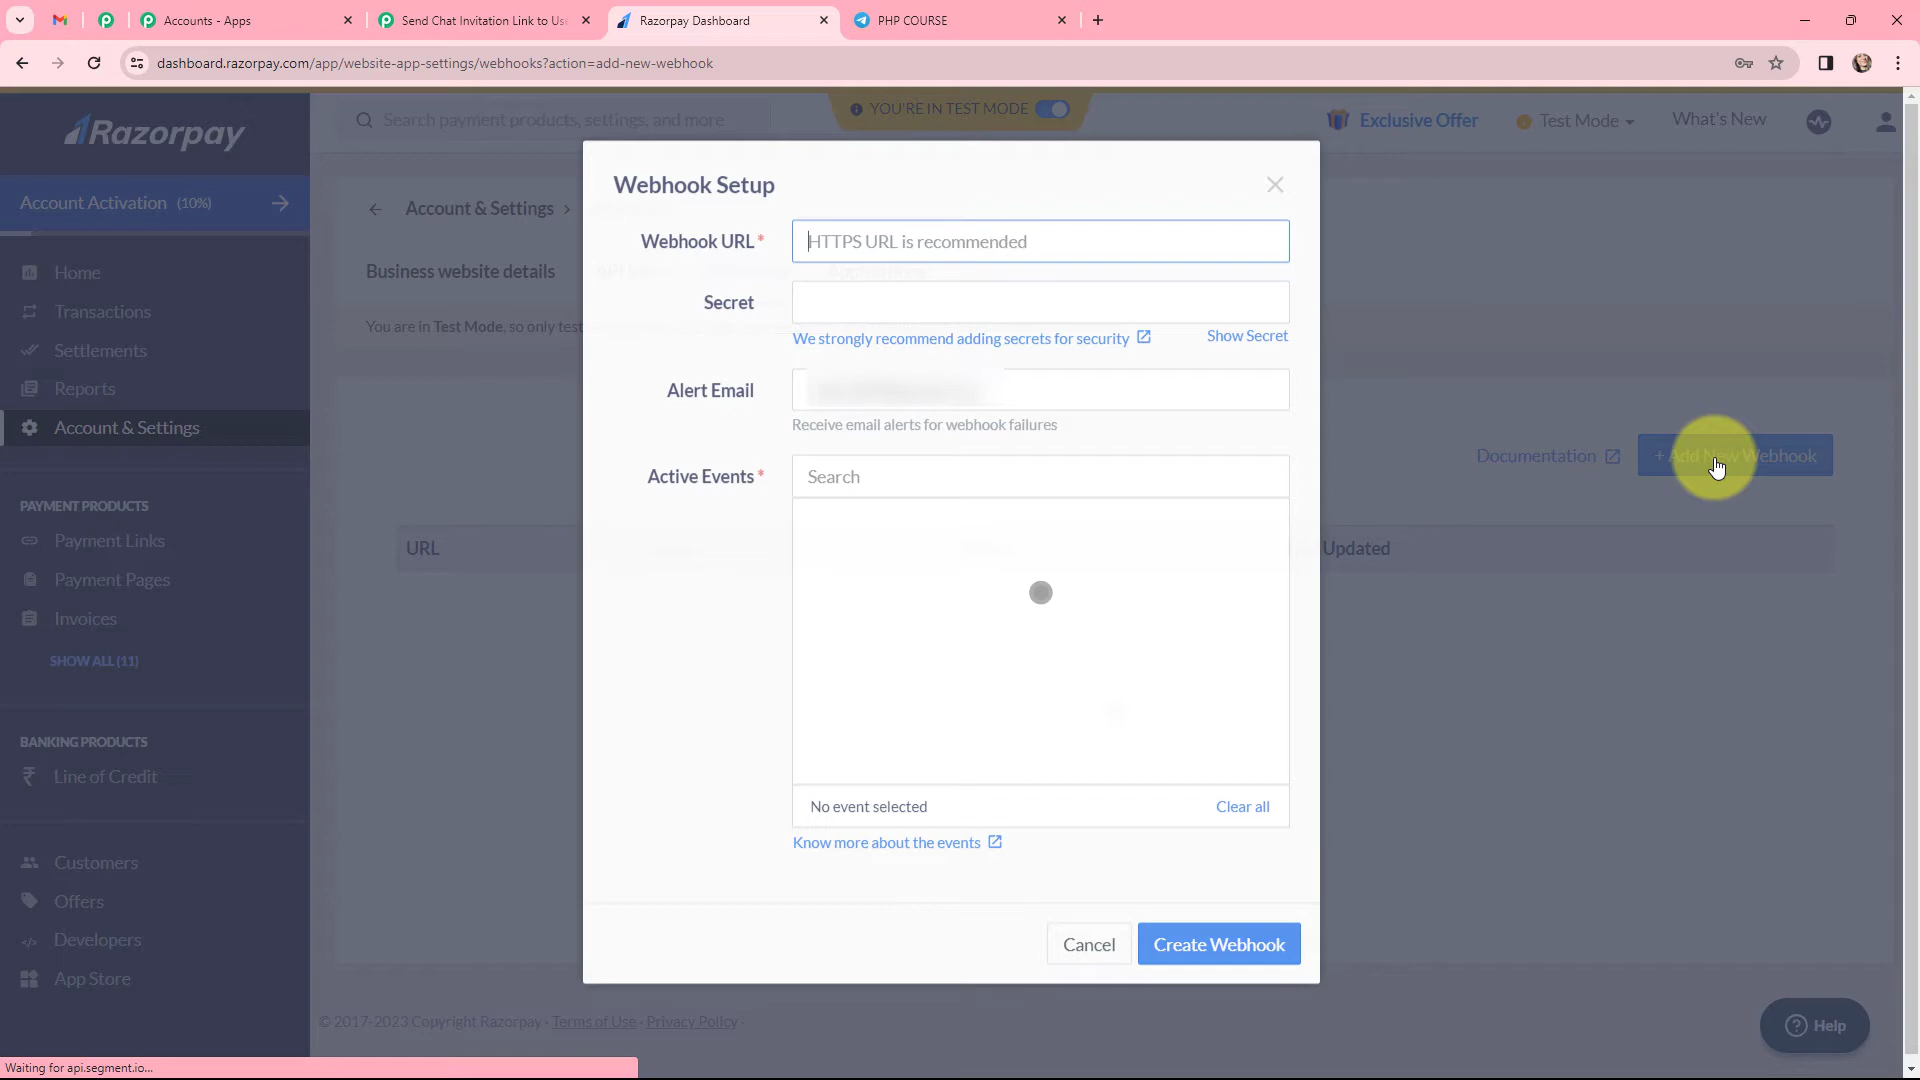 Accounts - Apps
Send Chat Invitation Link to Use
Razorpay Dashboard
PHP COURSE
dashboard.razorpay.com/app/website-app-settings/webhooks?action=add-new-webhook
Razorpay
Search payment products, settings, and more
YOU'RE IN TEST MODE
Exclusive Offer
Test Mode
What's New
Account Activation (10%)
Home
Transactions
Settlements
Reports
Account & Settings
PAYMENT PRODUCTS
Payment Links
Payment Pages
Invoices
SHOW ALL (11)
BANKING PRODUCTS
Line of Credit
Customers
Offers
Developers
App Store
Account & Settings
Business website details
You are in Test Mode, so only test
Documentation
+ Add New Webhook
URL
Updated
Webhook Setup
Webhook URL*
HTTPS URL is recommended
Secret
We strongly recommend adding secrets for security
Show Secret
Alert Email
Receive email alerts for webhook failures
Active Events*
Search
No event selected
Clear all
Know more about the events
Cancel
Create Webhook
© 2017-2023 Copyright Razorpay · Terms of Use · Privacy Policy ·
Help
Waiting for api.segment.io...